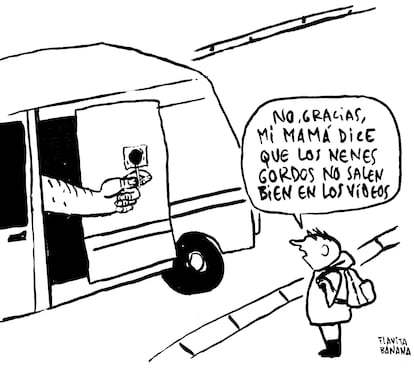 NO, GRACIAS,
MI MAMÁ DICE
QUE LOS NENES
GORDOS NO SALEN
BIEN EN LOS VÍDEOS
FLAVITA
BANANA